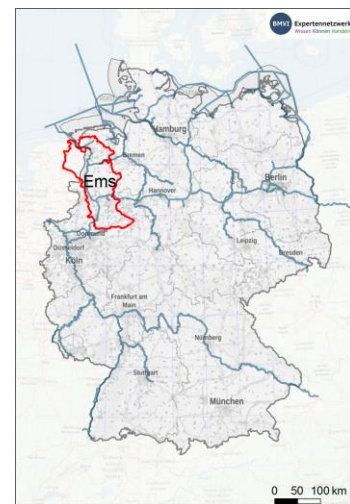 BMVI Expertennetzwerk
Wissen Können Handeln
Hamburg
Bremen
Ems
Berlin
Hannover
Dortmund
Düsseldorf
Leipzig
Köln
Dresden
Frankfurt am
Main
Nürnberg
Stuttgart
München
0 50 100 km